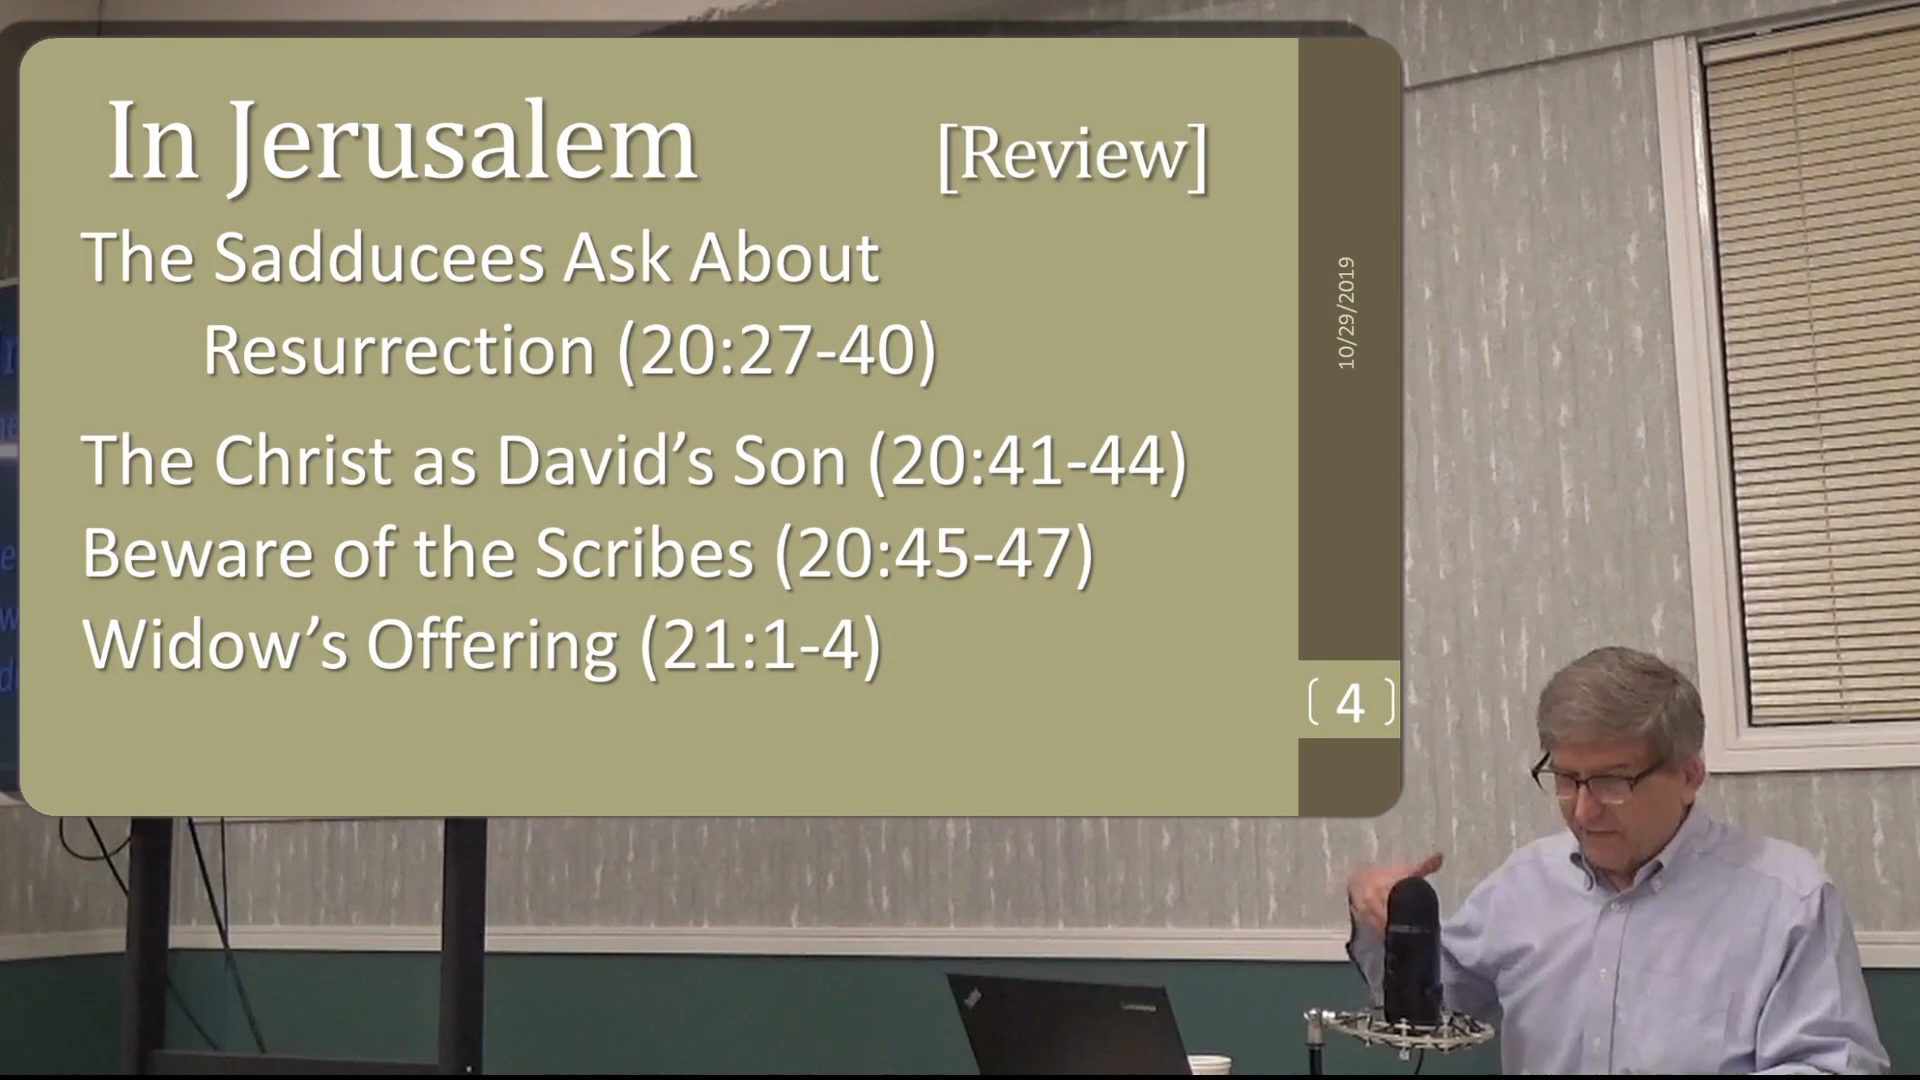 In Jerusalem [Review]
The Sadducees Ask About
Resurrection (20:27-40)
The Christ as David’s Son (20:41-44)
Beware of the Scribes (20:45-47)
Widow’s Offering (21:1-4)
10/29/2019
4